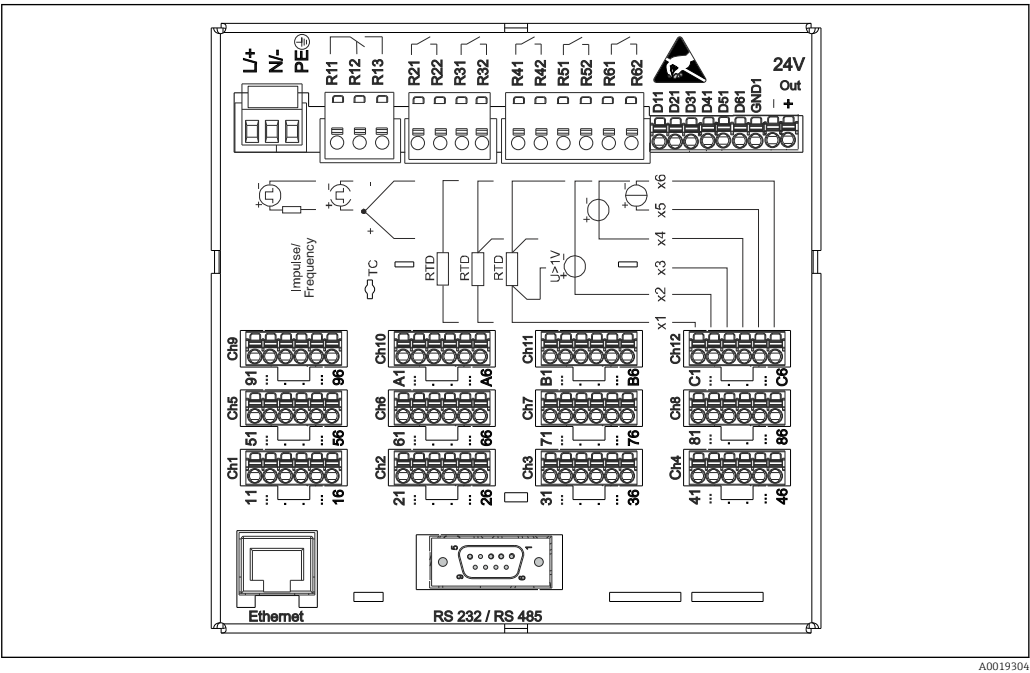 L/+ N/- PE R11 R12 R13 R21 R22 R31 R32 R41 R42 R51 R52 R61 R62
24V
Out
D11 D21 D31 D41 D51 D61 GND1 – +
- + - + - + - + - + - +
x6
x5
x4
x3
x2
x1
Impulse/
Frequency
TC
RTD RTD RTD
U>1V
Ch9 Ch10 Ch11 Ch12
91 ... . . ... 96 A1 ... . . ... A6 B1 ... . . ... B6 C1 ... . . ... C6
Ch5 Ch6 Ch7 Ch8
51 ... . . ... 56 61 ... . . ... 66 71 ... . . ... 76 81 ... . . ... 86
Ch1 Ch2 Ch3 Ch4
11 ... . . ... 16 21 ... . . ... 26 31 ... . . ... 36 41 ... . . ... 46
5 1
9 6
Ethernet RS 232 / RS 485
A0019304